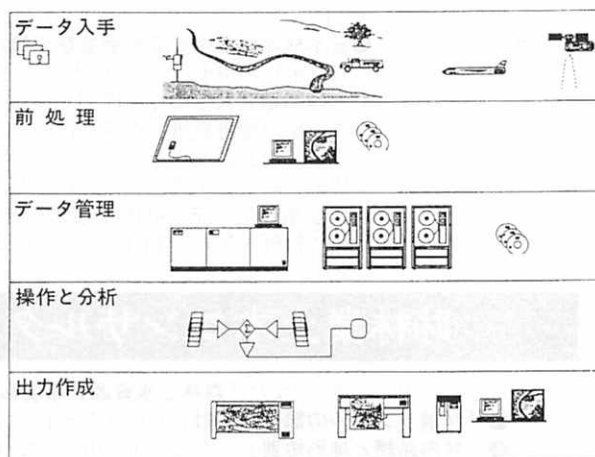 データ入手
前 処 理
データ管理
操作と分析
出力作成